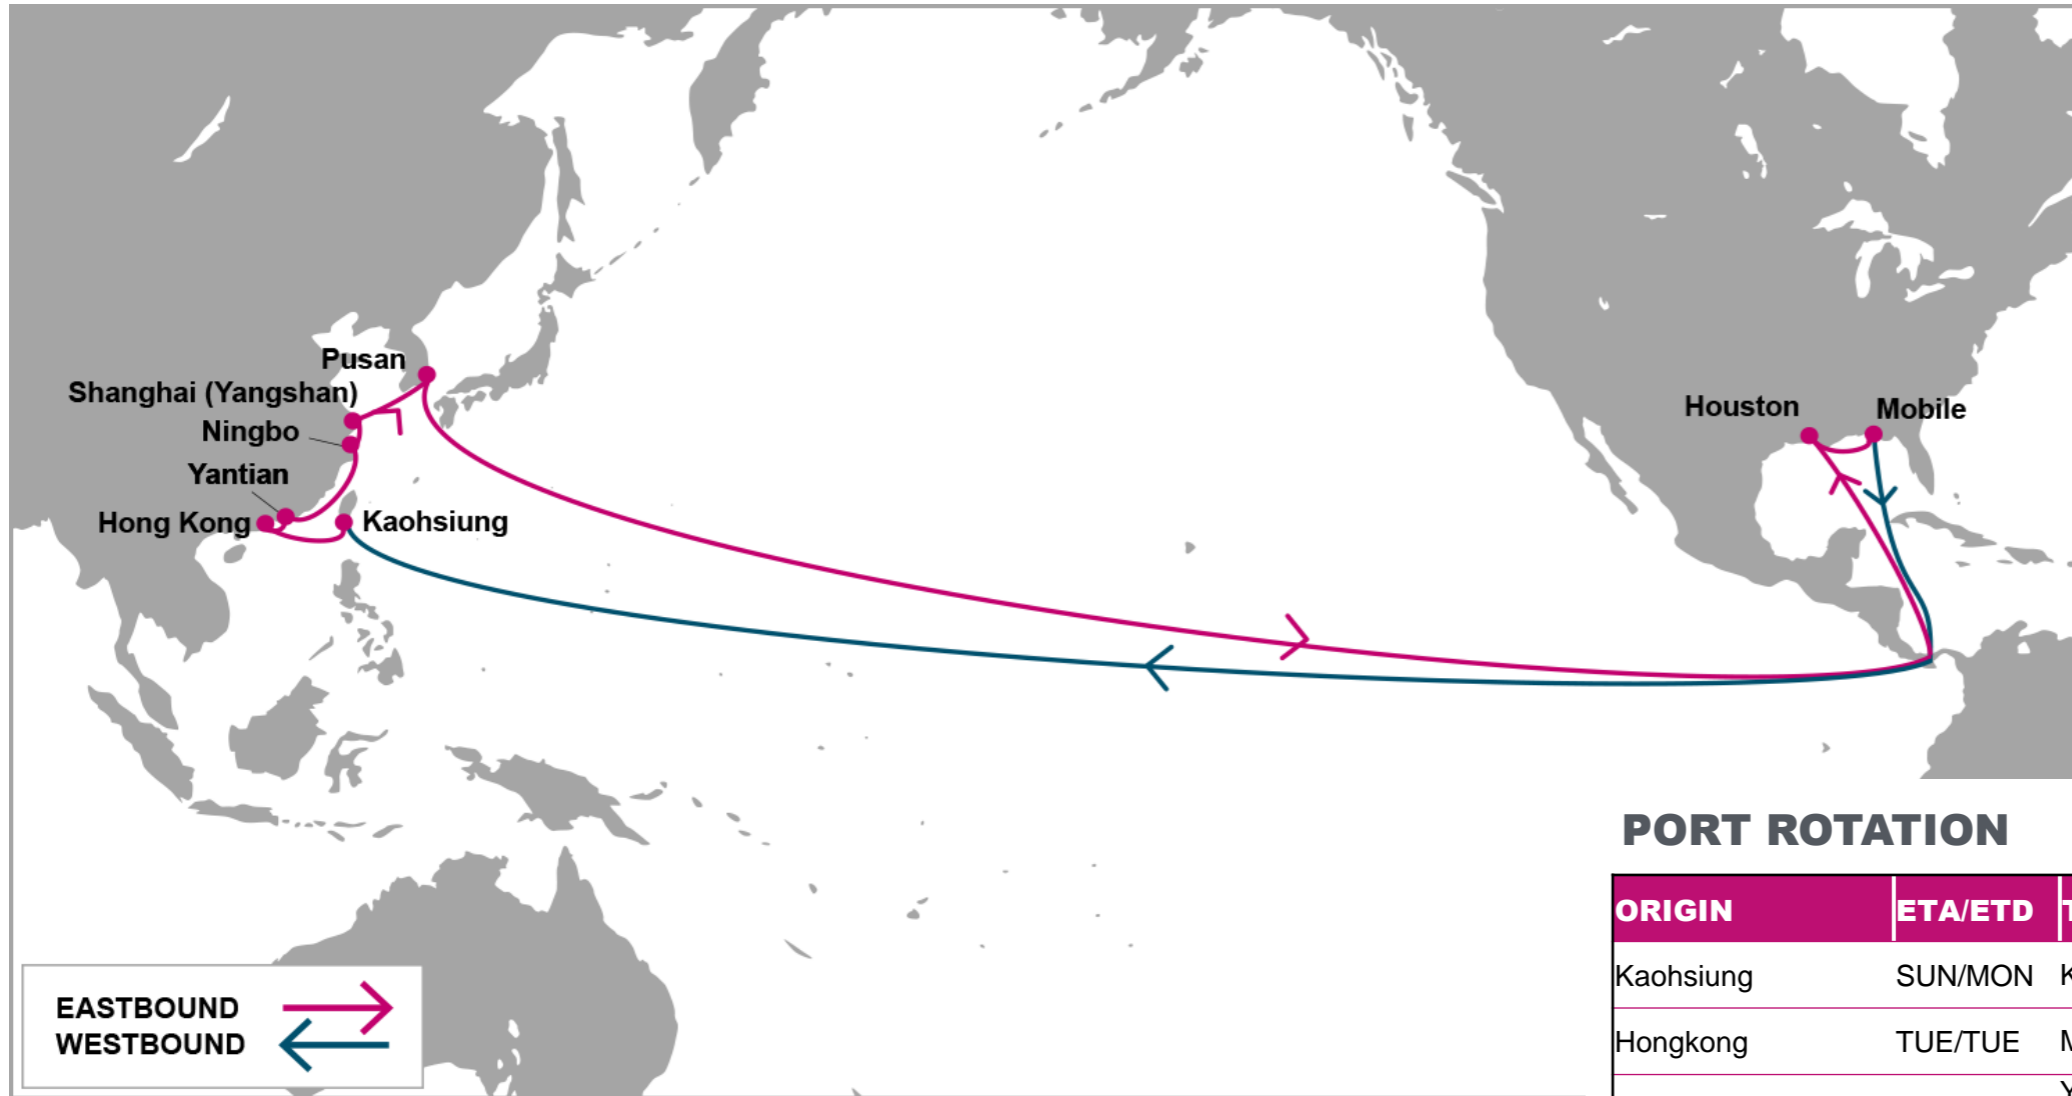 Pusan
Shanghai (Yangshan)
Ningbo
Yantian
Hong Kong
Kaohsiung
Houston
Mobile
PORT ROTATION
ORIGIN ETA/ETD
Kaohsiung SUN/MON
Hongkong TUE/TUE
EASTBOUND
WESTBOUND